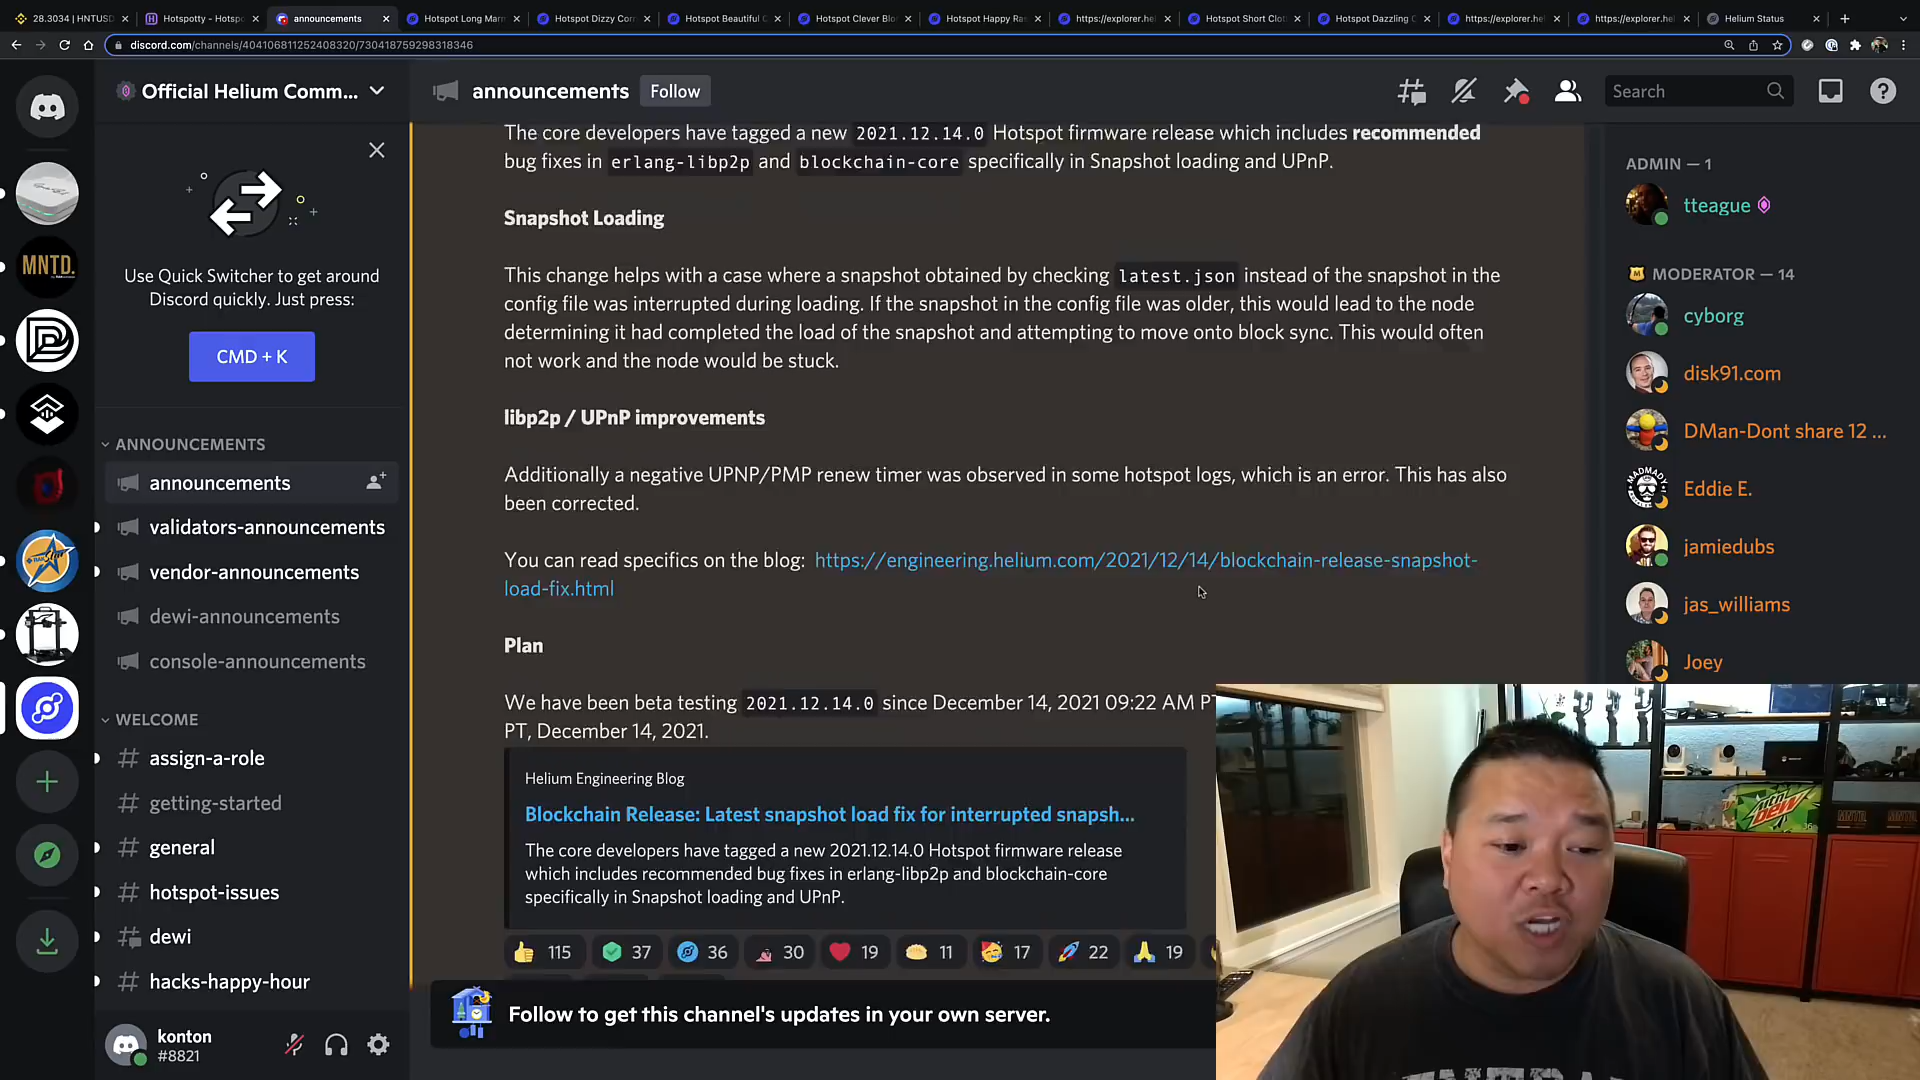 28.3034 | HNTUSD
Hotspotty - Hotspo
announcements
Hotspot Long Mar
Hotspot Dizzy Cor
Hotspot Beautiful C
Hotspot Clever Blo
Hotspot Happy Ra
https://explorer.he
Hotspot Short Clot
Hotspot Dazzling C
https://explorer.he
https://explorer.he
Helium Status
discord.com/channels/404106811252408320/730418759298318346
Official Helium Comm...
announcements
Follow
Search
Use Quick Switcher to get around
Discord quickly. Just press:
CMD + K
ANNOUNCEMENTS
announcements
validators-announcements
vendor-announcements
dewi-announcements
console-announcements
WELCOME
assign-a-role
getting-started
general
hotspot-issues
dewi
hacks-happy-hour
konton
#8821
MNTD.
The core developers have tagged a new 2021.12.14.0 Hotspot firmware release which includes recommended
bug fixes in erlang-libp2p and blockchain-core specifically in Snapshot loading and UPnP.
Snapshot Loading
This change helps with a case where a snapshot obtained by checking latest.json instead of the snapshot in the
config file was interrupted during loading. If the snapshot in the config file was older, this would lead to the node
determining it had completed the load of the snapshot and attempting to move onto block sync. This would often
not work and the node would be stuck.
libp2p / UPnP improvements
Additionally a negative UPNP/PMP renew timer was observed in some hotspot logs, which is an error. This has also
been corrected.
You can read specifics on the blog: https://engineering.helium.com/2021/12/14/blockchain-release-snapshot-
load-fix.html
Plan
We have been beta testing 2021.12.14.0 since December 14, 2021 09:22 AM PT
PT, December 14, 2021.
Helium Engineering Blog
Blockchain Release: Latest snapshot load fix for interrupted snapsh...
The core developers have tagged a new 2021.12.14.0 Hotspot firmware release
which includes recommended bug fixes in erlang-libp2p and blockchain-core
specifically in Snapshot loading and UPnP.
115 37 36 30 19 11 17 22 19
Follow to get this channel's updates in your own server.
ADMIN — 1
tteague
MODERATOR — 14
cyborg
disk91.com
DMan-Dont share 12 ...
Eddie E.
jamiedubs
jas_williams
Joey